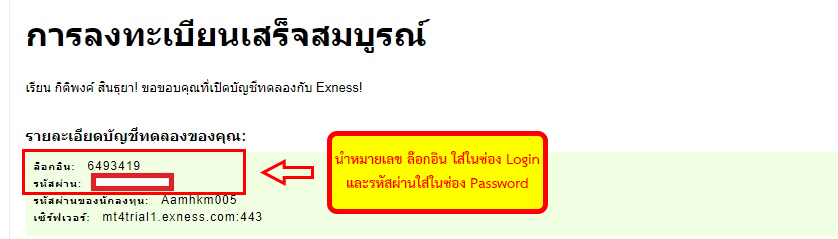 การลงทะเบียนเสร็จสมบูรณ์
เรียน กิติพงค์ สินธุยา! ขอขอบคุณที่เปิดบัญชีทดลองกับ Exness!
รายละเอียดบัญชีทดลองของคุณ:
ล๊อกอิน: 6493419
รหัสผ่าน:
รหัสผ่านของนักลงทุน: Aamhkm005
เซิร์ฟเวอร์: mt4trial1.exness.com:443
นำหมายเลข ล๊อกอิน ใส่ในช่อง Login
และรหัสผ่านใส่ในช่อง Password